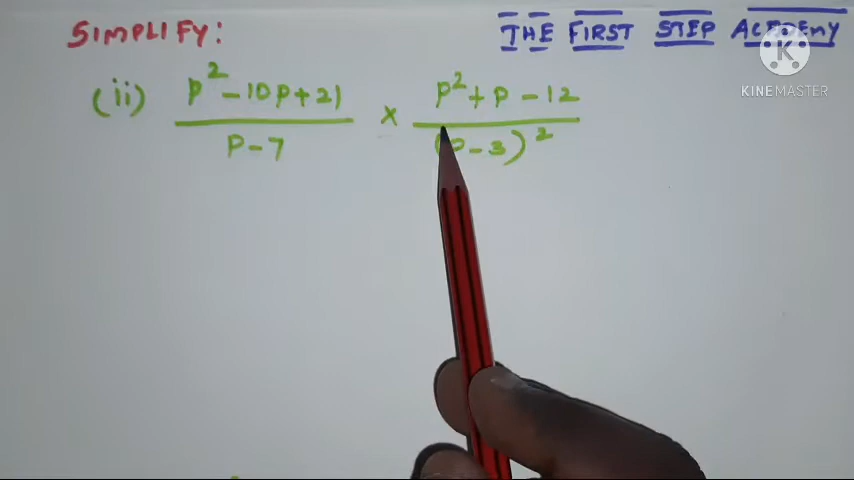 SIMPLIFY:
THE FIRST STEP ACADEMY
KINEMASTER
(ii) p² - 10p + 21 / p - 7 × p² + p - 12 / (p - 3)²